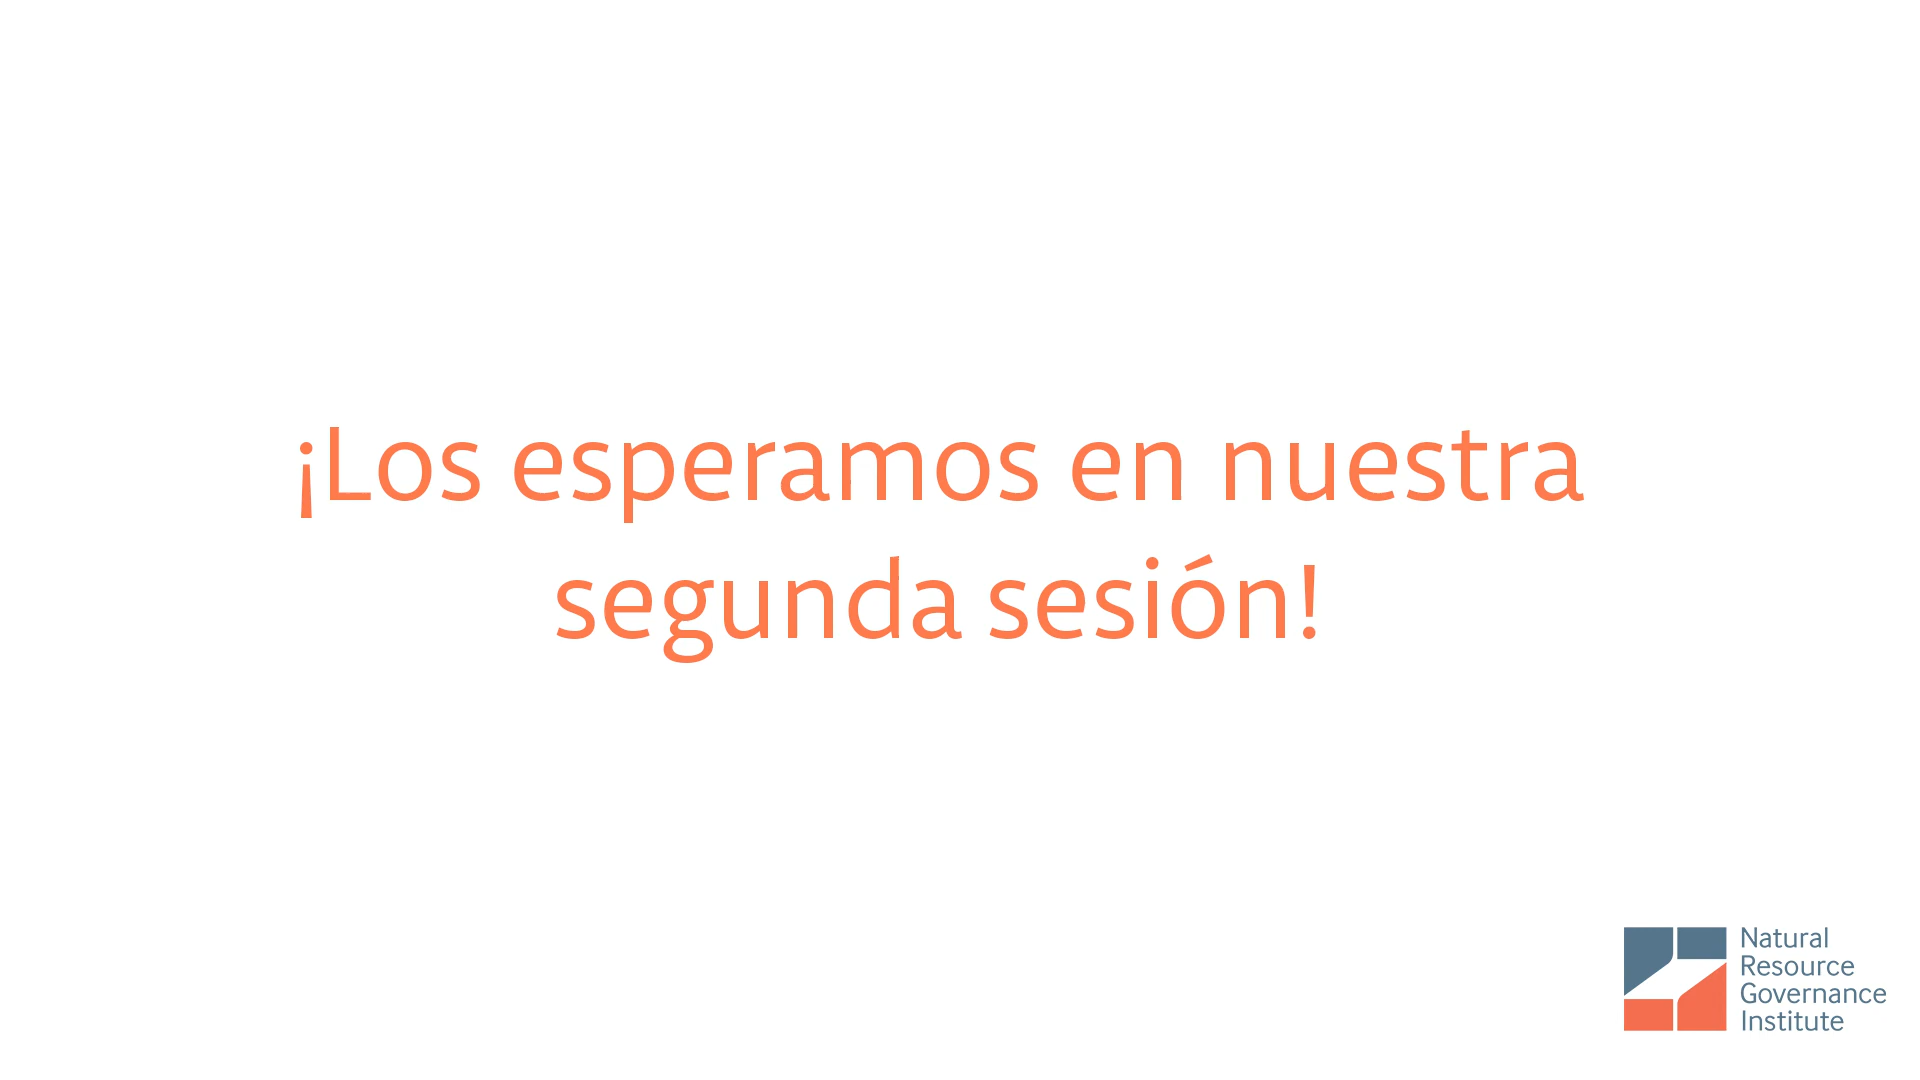 ¡Los esperamos en nuestra
segunda sesión!
Natural
Resource
Governance
Institute